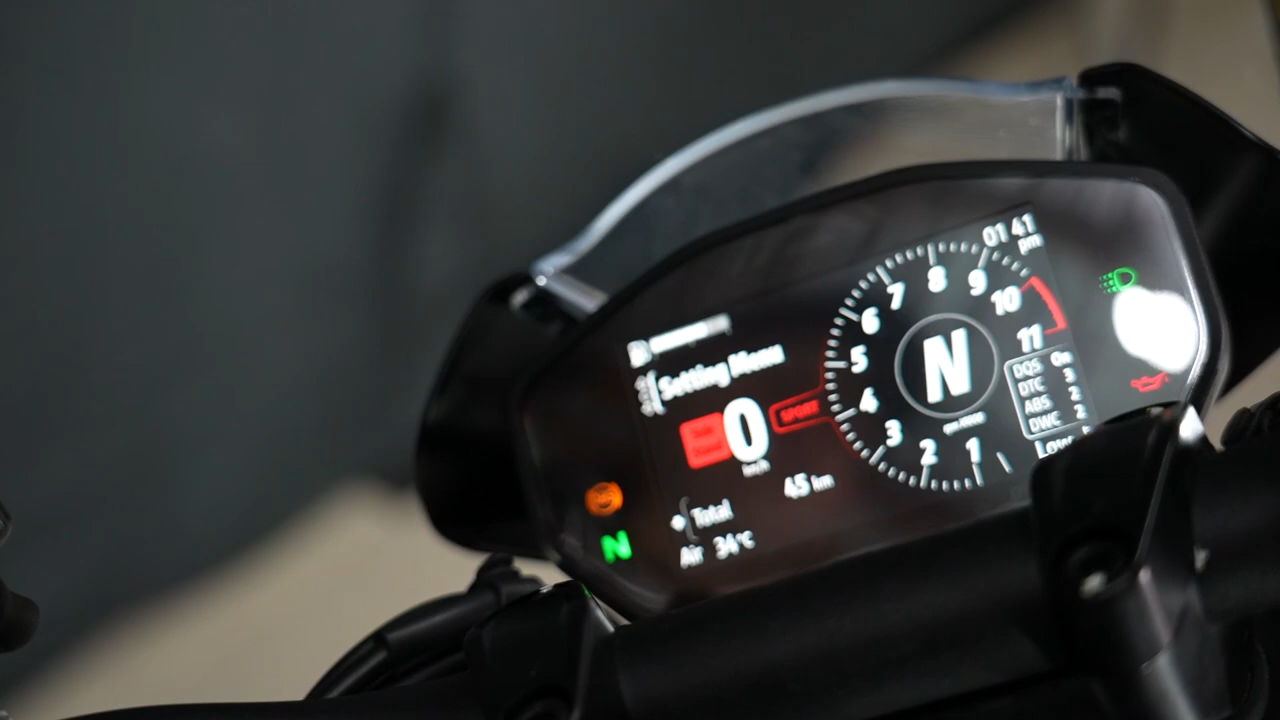 01 41
pm
Setting Menu
0
km/h
SPORT
45 km
Total
Air 34°C
N
1
2
3
4
5
6
7
8
9
10
11
N
DQS On
DTC 3
ABS 2
DWC 2
Low